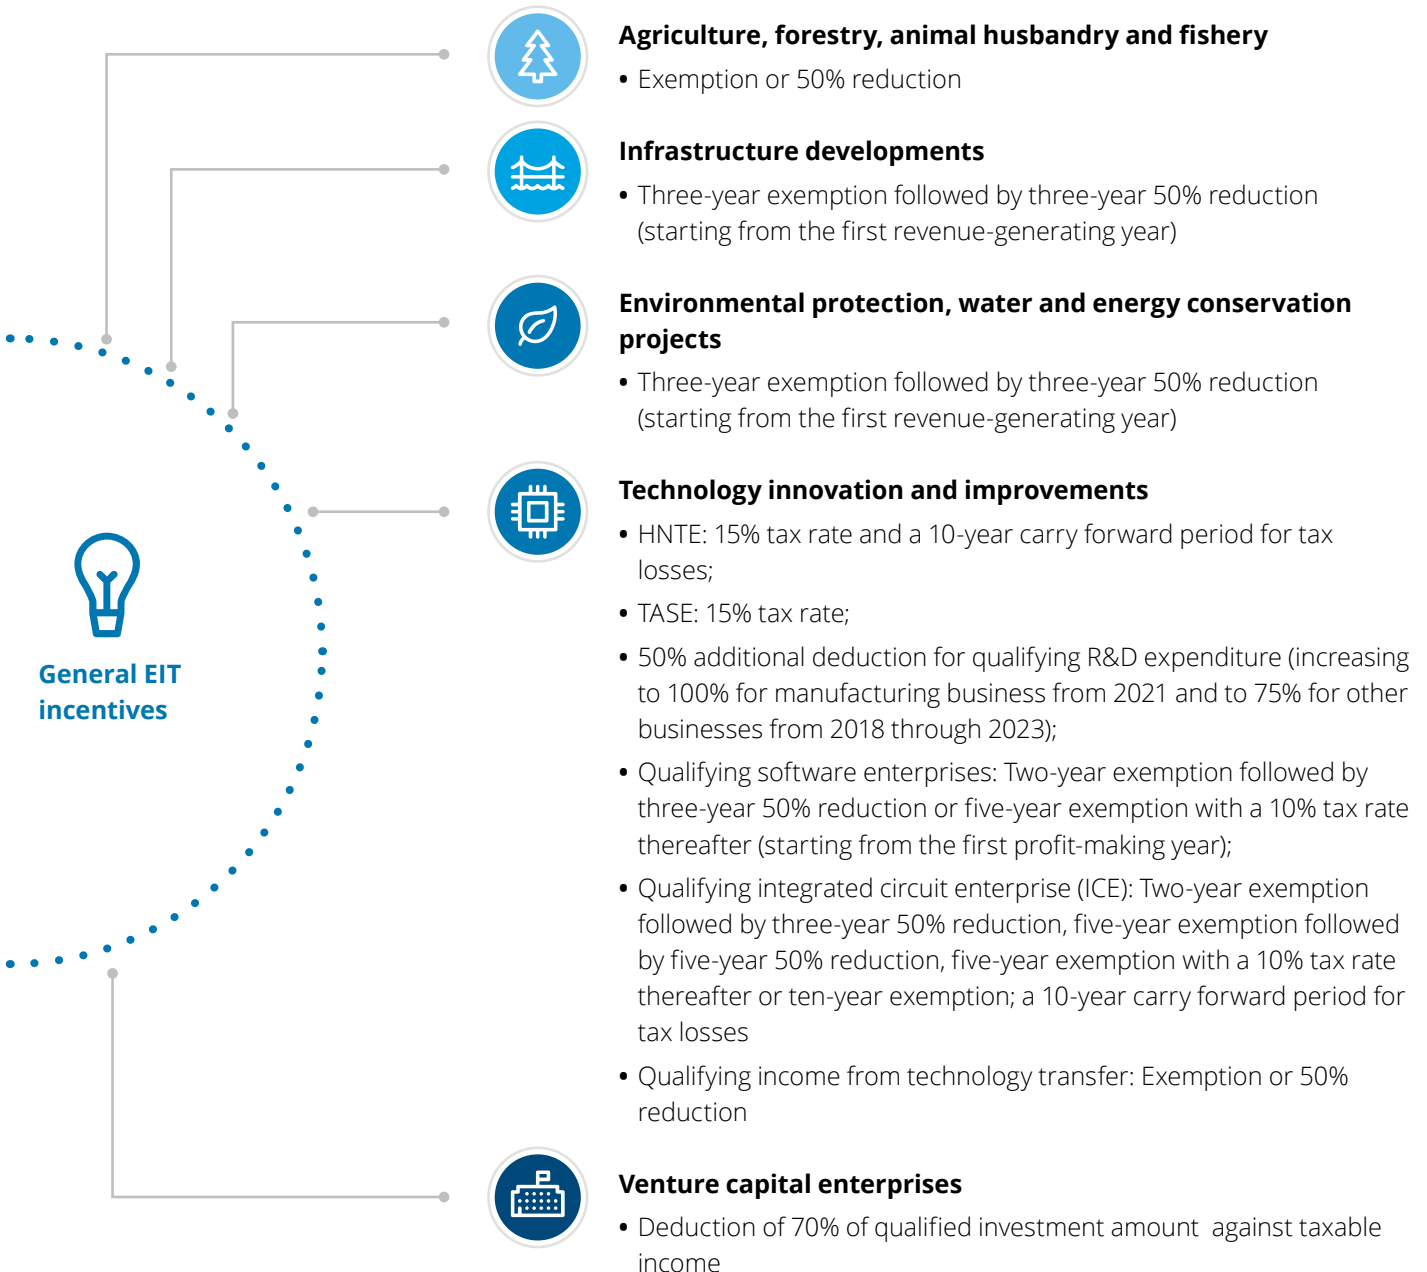 Agriculture, forestry, animal husbandry and fishery
• Exemption or 50% reduction
Infrastructure developments
• Three-year exemption followed by three-year 50% reduction
(starting from the first revenue-generating year)
Environmental protection, water and energy conservation
projects
• Three-year exemption followed by three-year 50% reduction
(starting from the first revenue-generating year)
Technology innovation and improvements
• HNTE: 15% tax rate and a 10-year carry forward period for tax
losses;
• TASE: 15% tax rate;
• 50% additional deduction for qualifying R&D expenditure (increasing
to 100% for manufacturing business from 2021 and to 75% for other
businesses from 2018 through 2023);
• Qualifying software enterprises: Two-year exemption followed by
three-year 50% reduction or five-year exemption with a 10% tax rate
thereafter (starting from the first profit-making year);
• Qualifying integrated circuit enterprise (ICE): Two-year exemption
followed by three-year 50% reduction, five-year exemption followed
by five-year 50% reduction, five-year exemption with a 10% tax rate
thereafter or ten-year exemption; a 10-year carry forward period for
tax losses
• Qualifying income from technology transfer: Exemption or 50%
reduction
Venture capital enterprises
• Deduction of 70% of qualified investment amount against taxable
income
General EIT
incentives